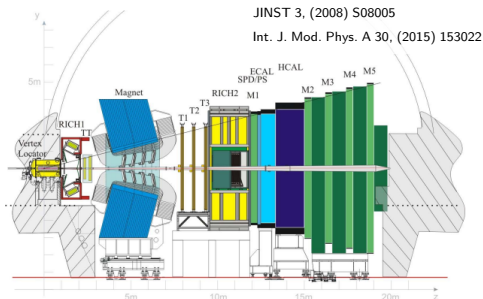 JINST 3, (2008) S08005
Int. J. Mod. Phys. A 30, (2015) 153022
y
5m
Vertex
Locator
RICH1
TT
Magnet
T1
T2
T3
RICH2
SPD/PS
ECAL
HCAL
M1
M2
M3
M4
M5
5m
10m
15m
20m
z